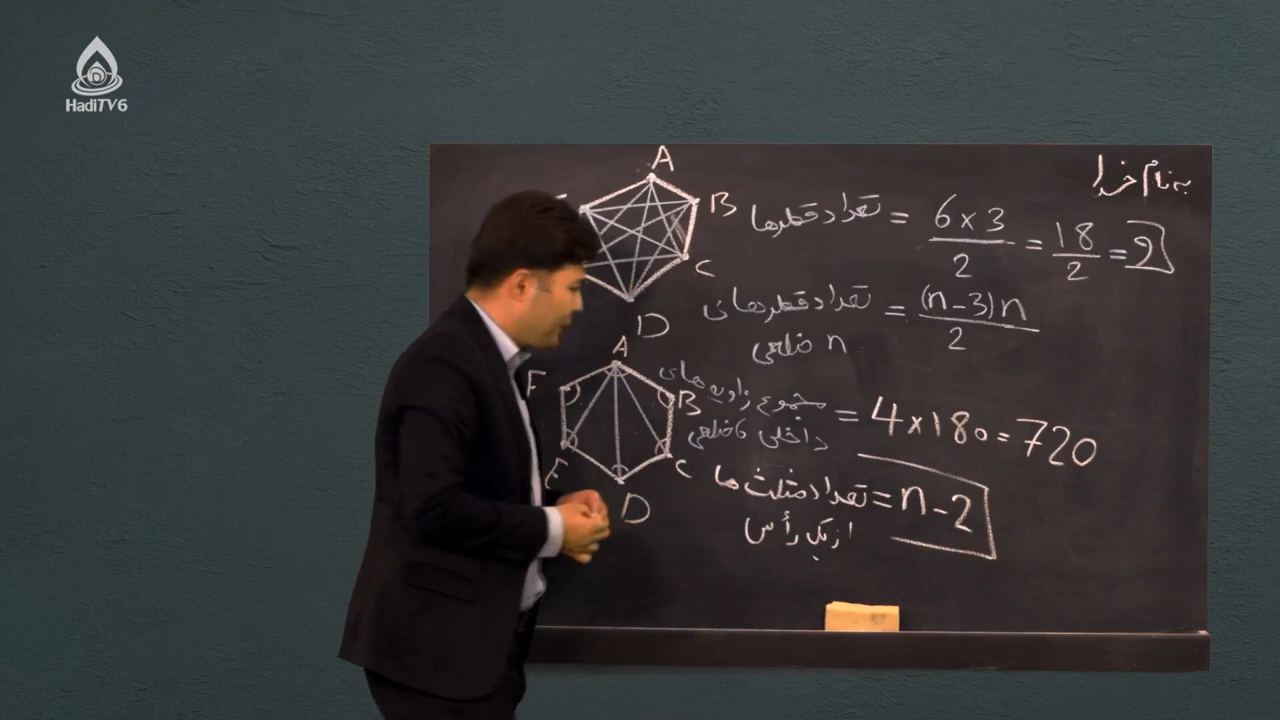 HadiTV6
به نام خدا
A
B
C
D
تعداد قطرها = 6×3/2 = 18/2 = 9
تعداد قطرهای n ضلعی = (n-3)n/2
A
F
B
E
C
D
مجموع زاویه های داخلی 6 ضلعی = 4×180=720
تعداد مثلث ها از یک رأس = n-2